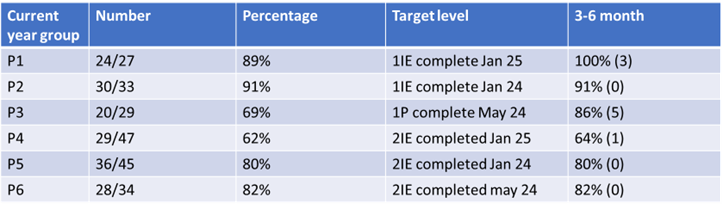 Current year group Number Percentage Target level 3-6 month
P1 24/27 89% 1IE complete Jan 25 100% (3)
P2 30/33 91% 1IE complete Jan 24 91% (0)
P3 20/29 69% 1P complete May 24 86% (5)
P4 29/47 62% 2IE completed Jan 25 64% (1)
P5 36/45 80% 2IE completed Jan 24 80% (0)
P6 28/34 82% 2IE completed may 24 82% (0)